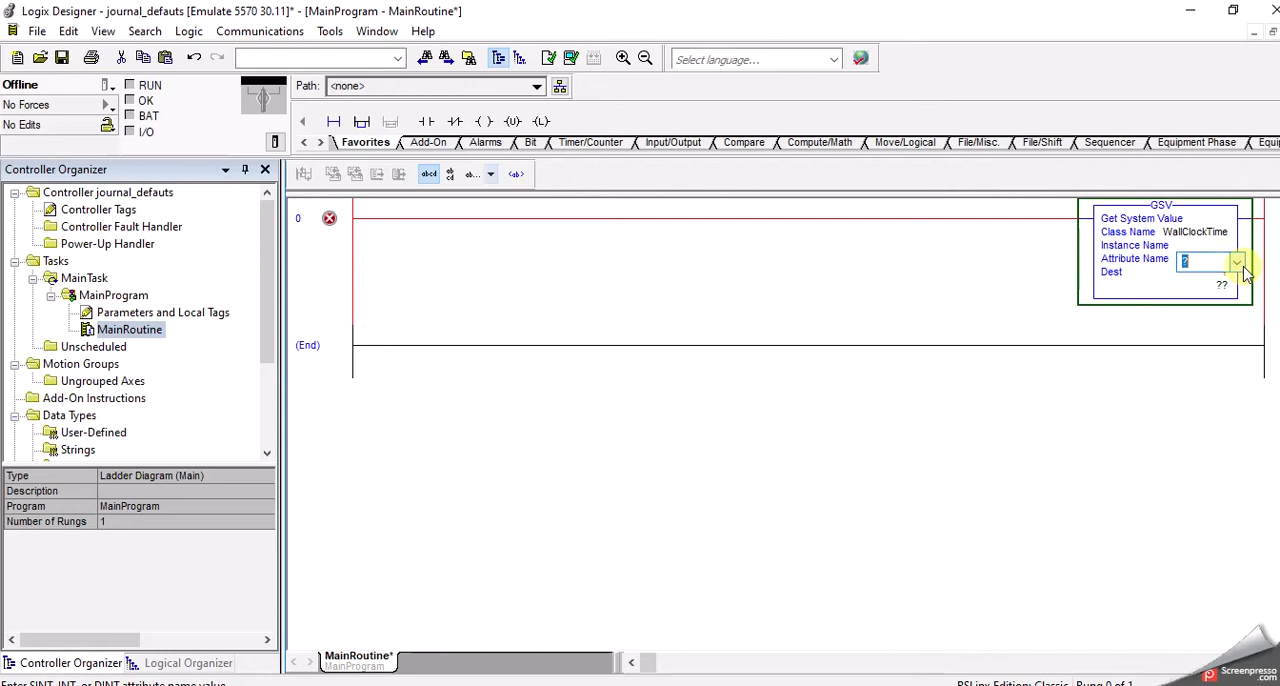 Logix Designer - journal_defauts [Emulate 5570 30.11]* - [MainProgram - MainRoutine*]
File Edit View Search Logic Communications Tools Window Help
Select language...
Offline
RUN
No Forces
OK
No Edits
BAT
I/O
Path: <none>
Favorites Add-On Alarms Bit Timer/Counter Input/Output Compare Compute/Math Move/Logical File/Misc. File/Shift Sequencer Equipment Phase
Controller Organizer
Controller journal_defauts
Controller Tags
Controller Fault Handler
Power-Up Handler
Tasks
MainTask
MainProgram
Parameters and Local Tags
MainRoutine
Unscheduled
Motion Groups
Ungrouped Axes
Add-On Instructions
Data Types
User-Defined
Strings
Type Ladder Diagram (Main)
Description
Program MainProgram
Number of Rungs 1
Controller Organizer Logical Organizer
0
GSV
Get System Value
Class Name WallClockTime
Instance Name
Attribute Name ?
Dest
??
(End)
MainRoutine*
MainProgram
Enter SINT, INT, or DINT attribute name value
RSLinx Edition: Classic Rung 0 of 1
Screenpresso
.com